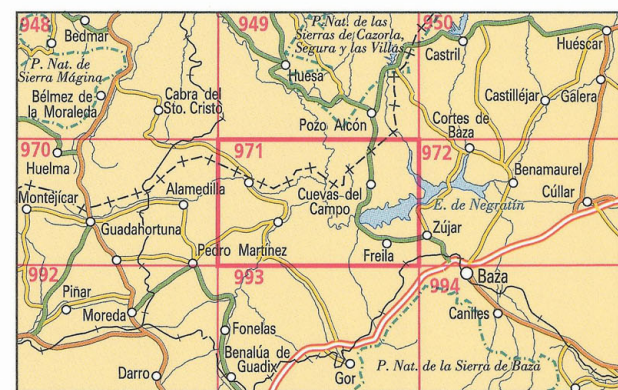 948
949
950
Bedmar
P. Nat. de las
Sierras de Cazorla,
Segura y las Villas
Castril
Huéscar
P. Nat. de
Sierra Mágina
Huesa
Bélmez de
la Moraleda
Cabra del
Sto. Cristo
Castilléjar
Galera
Pozo Alcón
Cortes de
Baza
970
971
972
Huelma
Benamaurel
Montejícar
Alamedilla
Cuevas del
Campo
Cúllar
E. de Negratín
Guadahortuna
Zújar
Pedro Martínez
Freila
992
993
994
Baza
Piñar
Moreda
Caniles
Fonelas
Benalúa de
Guadix
P. Nat. de la Sierra de Baza
Darro
Gor